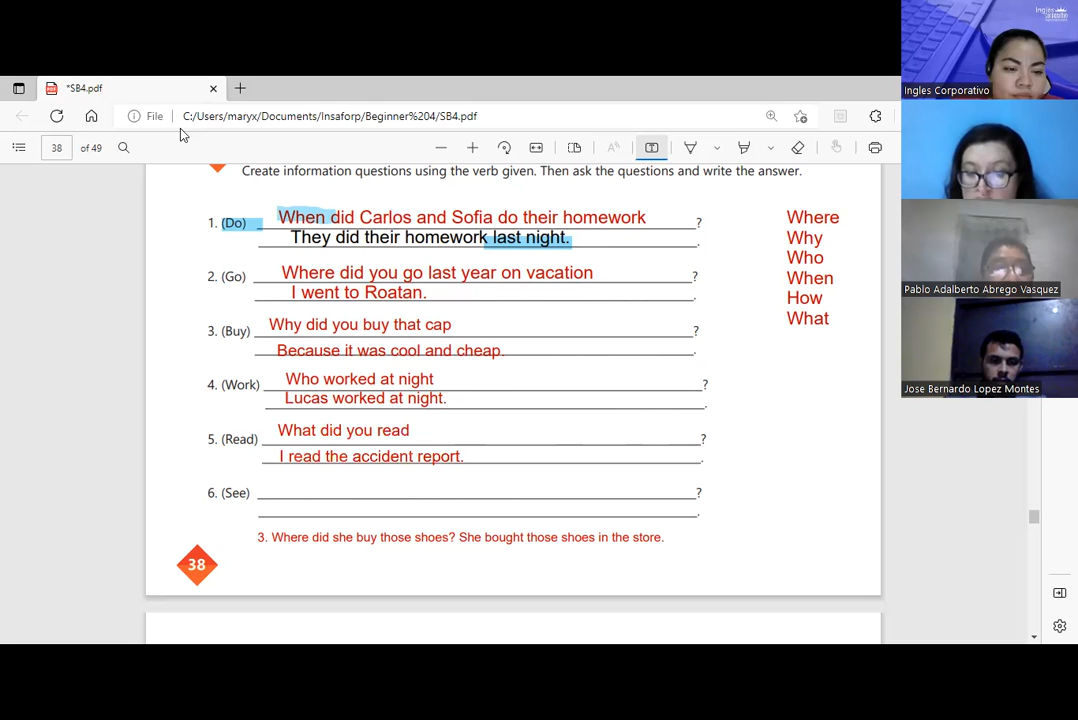 *SB4.pdf
File
C:/Users/maryx/Documents/Insaforp/Beginner%204/SB4.pdf
38
of 49
Create information questions using the verb given. Then ask the questions and write the answer.
1. (Do) When did Carlos and Sofia do their homework ?
They did their homework last night. .
2. (Go) Where did you go last year on vacation ?
I went to Roatan. .
3. (Buy) Why did you buy that cap ?
Because it was cool and cheap. .
4. (Work) Who worked at night ?
Lucas worked at night. .
5. (Read) What did you read ?
I read the accident report. .
6. (See) ?
.
3. Where did she buy those shoes? She bought those shoes in the store.
38
Where
Why
Who
When
How
What
Ingles Corporativo
Pablo Adalberto Abrego Vasquez
Jose Bernardo Lopez Montes